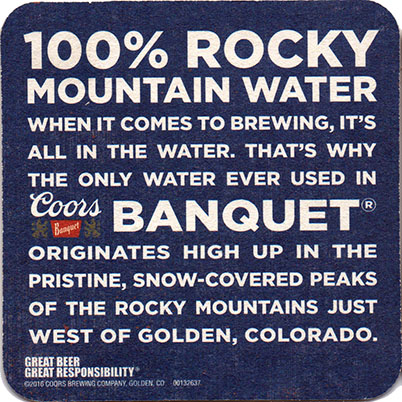 100% ROCKY
MOUNTAIN WATER
WHEN IT COMES TO BREWING, IT'S
ALL IN THE WATER. THAT'S WHY
THE ONLY WATER EVER USED IN
Coors Banquet BANQUET®
ORIGINATES HIGH UP IN THE
PRISTINE, SNOW-COVERED PEAKS
OF THE ROCKY MOUNTAINS JUST
WEST OF GOLDEN, COLORADO.
GREAT BEER
GREAT RESPONSIBILITY®
©2016 COORS BREWING COMPANY, GOLDEN, CO 00132637